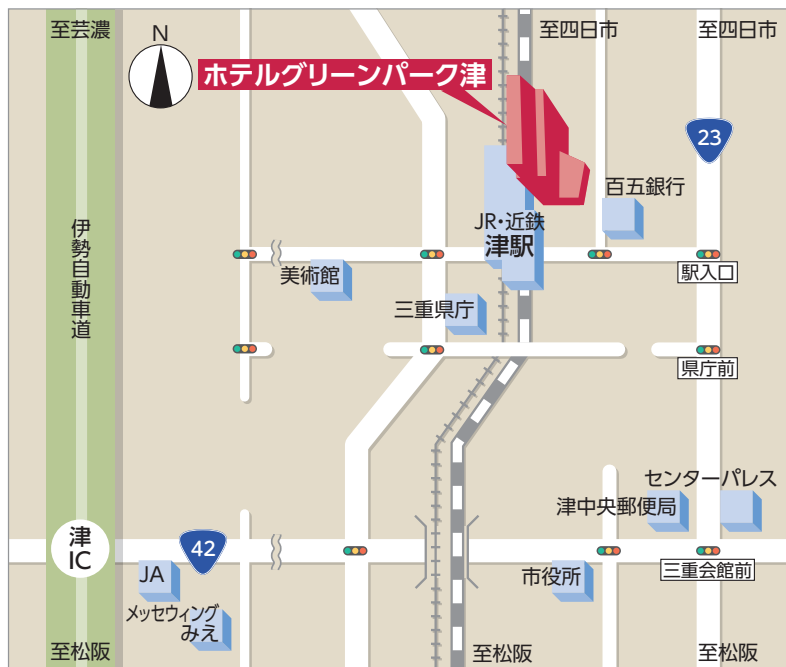 至芸濃
N
至四日市
至四日市
ホテルグリーンパーク津
23
百五銀行
JR・近鉄
津駅
伊勢自動車道
美術館
駅入口
三重県庁
県庁前
センターパレス
津中央郵便局
津
IC
42
JA
市役所
三重会館前
メッセウィング
みえ
至松阪
至松阪
至松阪